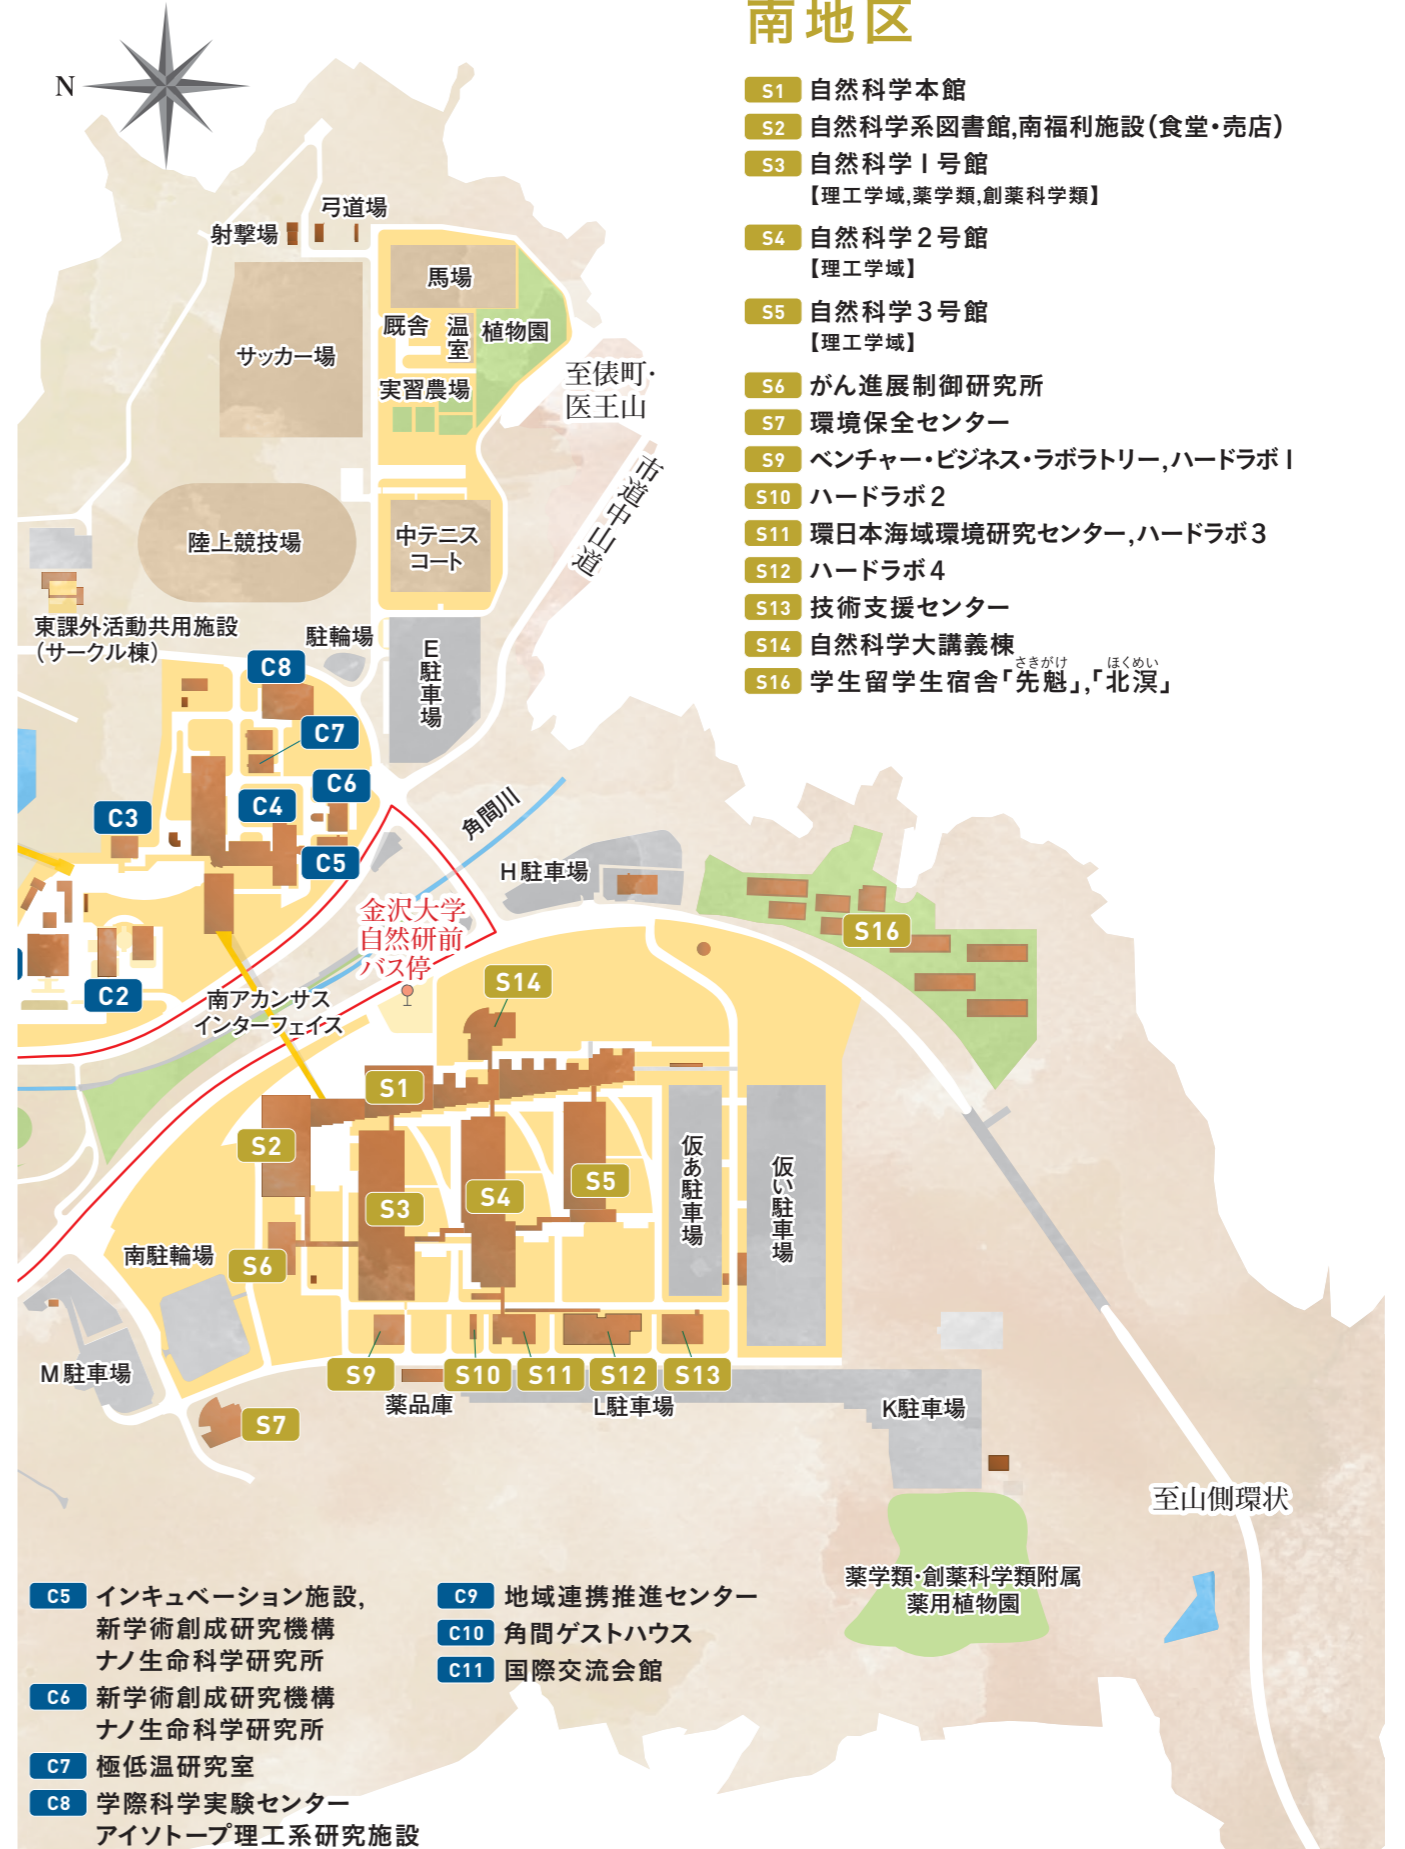 南地区
S1 自然科学本館
S2 自然科学系図書館,南福利施設(食堂・売店)
S3 自然科学1号館
【理工学域,薬学類,創薬科学類】
S4 自然科学2号館
【理工学域】
S5 自然科学3号館
【理工学域】
S6 がん進展制御研究所
S7 環境保全センター
S9 ベンチャー・ビジネス・ラボラトリー,ハードラボ1
S10 ハードラボ2
S11 環日本海域環境研究センター,ハードラボ3
S12 ハードラボ4
S13 技術支援センター
S14 自然科学大講義棟
さきがけ ほくめい
S16 学生留学生宿舎「先魁」,「北溟」
N
弓道場
射撃場
馬場
厩舎
温室
植物園
サッカー場
実習農場
至俵町・
医王山
市道中山道
陸上競技場
中テニス
コート
東課外活動共用施設
(サークル棟)
駐輪場
E駐車場
C8
C7
C6
C4
C3
C5
C2
角間川
H駐車場
金沢大学
自然研前
バス停
南アカンサス
インターフェイス
S16
S14
S1
S2
S3
S4
S5
仮あ駐車場
仮い駐車場
南駐輪場
S6
M駐車場
S9
S10
S11
S12
S13
薬品庫
L駐車場
K駐車場
S7
至山側環状
薬学類・創薬科学類附属
薬用植物園
C5 インキュベーション施設,
新学術創成研究機構
ナノ生命科学研究所
C6 新学術創成研究機構
ナノ生命科学研究所
C7 極低温研究室
C8 学際科学実験センター
アイソトープ理工系研究施設
C9 地域連携推進センター
C10 角間ゲストハウス
C11 国際交流会館